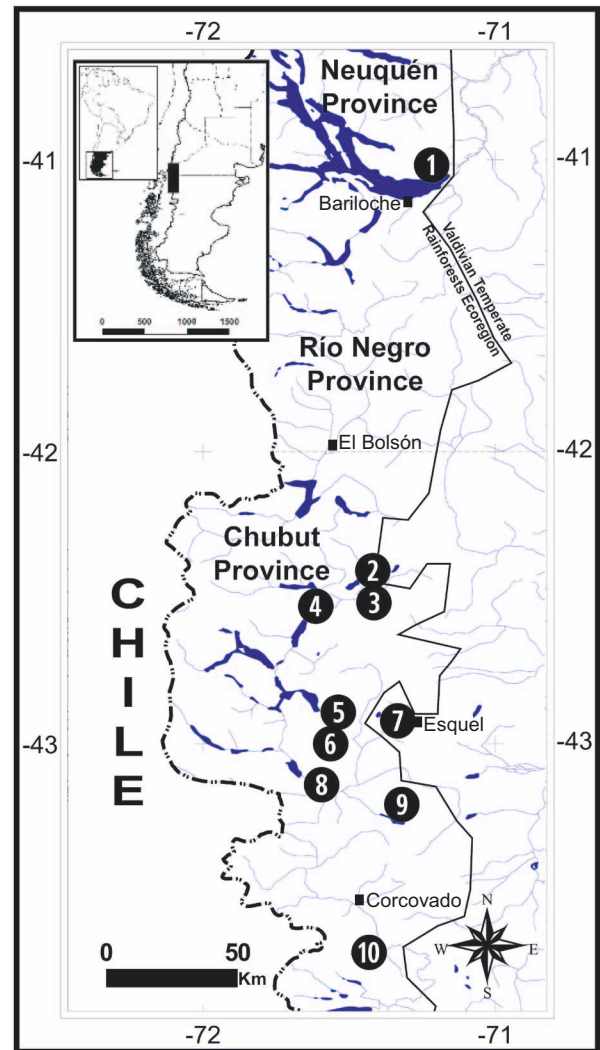 -72 -71
Neuquén
Province
-41 -41
1
Bariloche
Valdivian Temperate
Rainforests Ecoregion
0 500 1000 1500
Río Negro
Province
El Bolsón
-42 -42
Chubut
Province
2
3
4
CHILE
5
6
7
Esquel
-43 -43
8
9
Corcovado
0 50
Km
10
N
W E
S
-72 -71